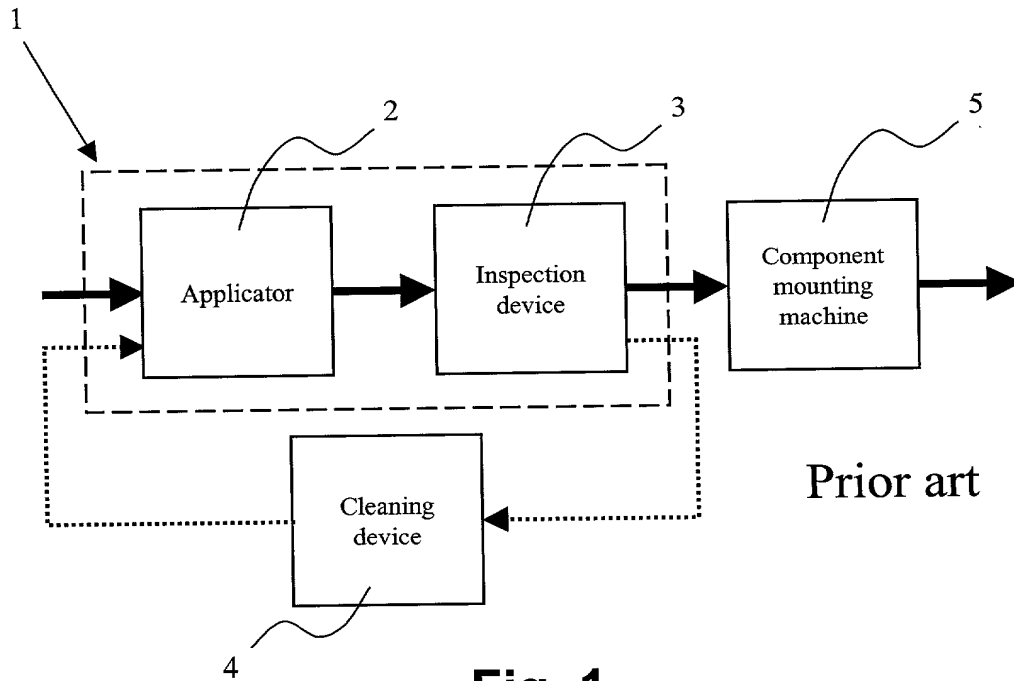 1
2
3
5
Applicator
Inspection
device
Component
mounting
machine
Prior art
Cleaning
device
4
Fig. 1